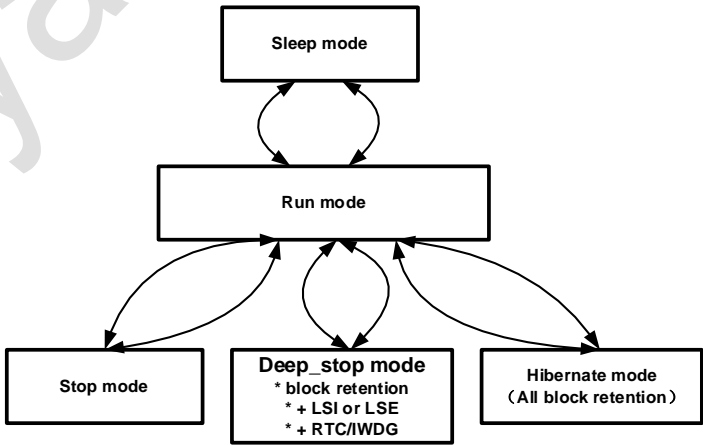 Sleep mode
Run mode
Stop mode
Deep_stop mode
* block retention
* + LSI or LSE
* + RTC/IWDG
Hibernate mode
（All block retention）